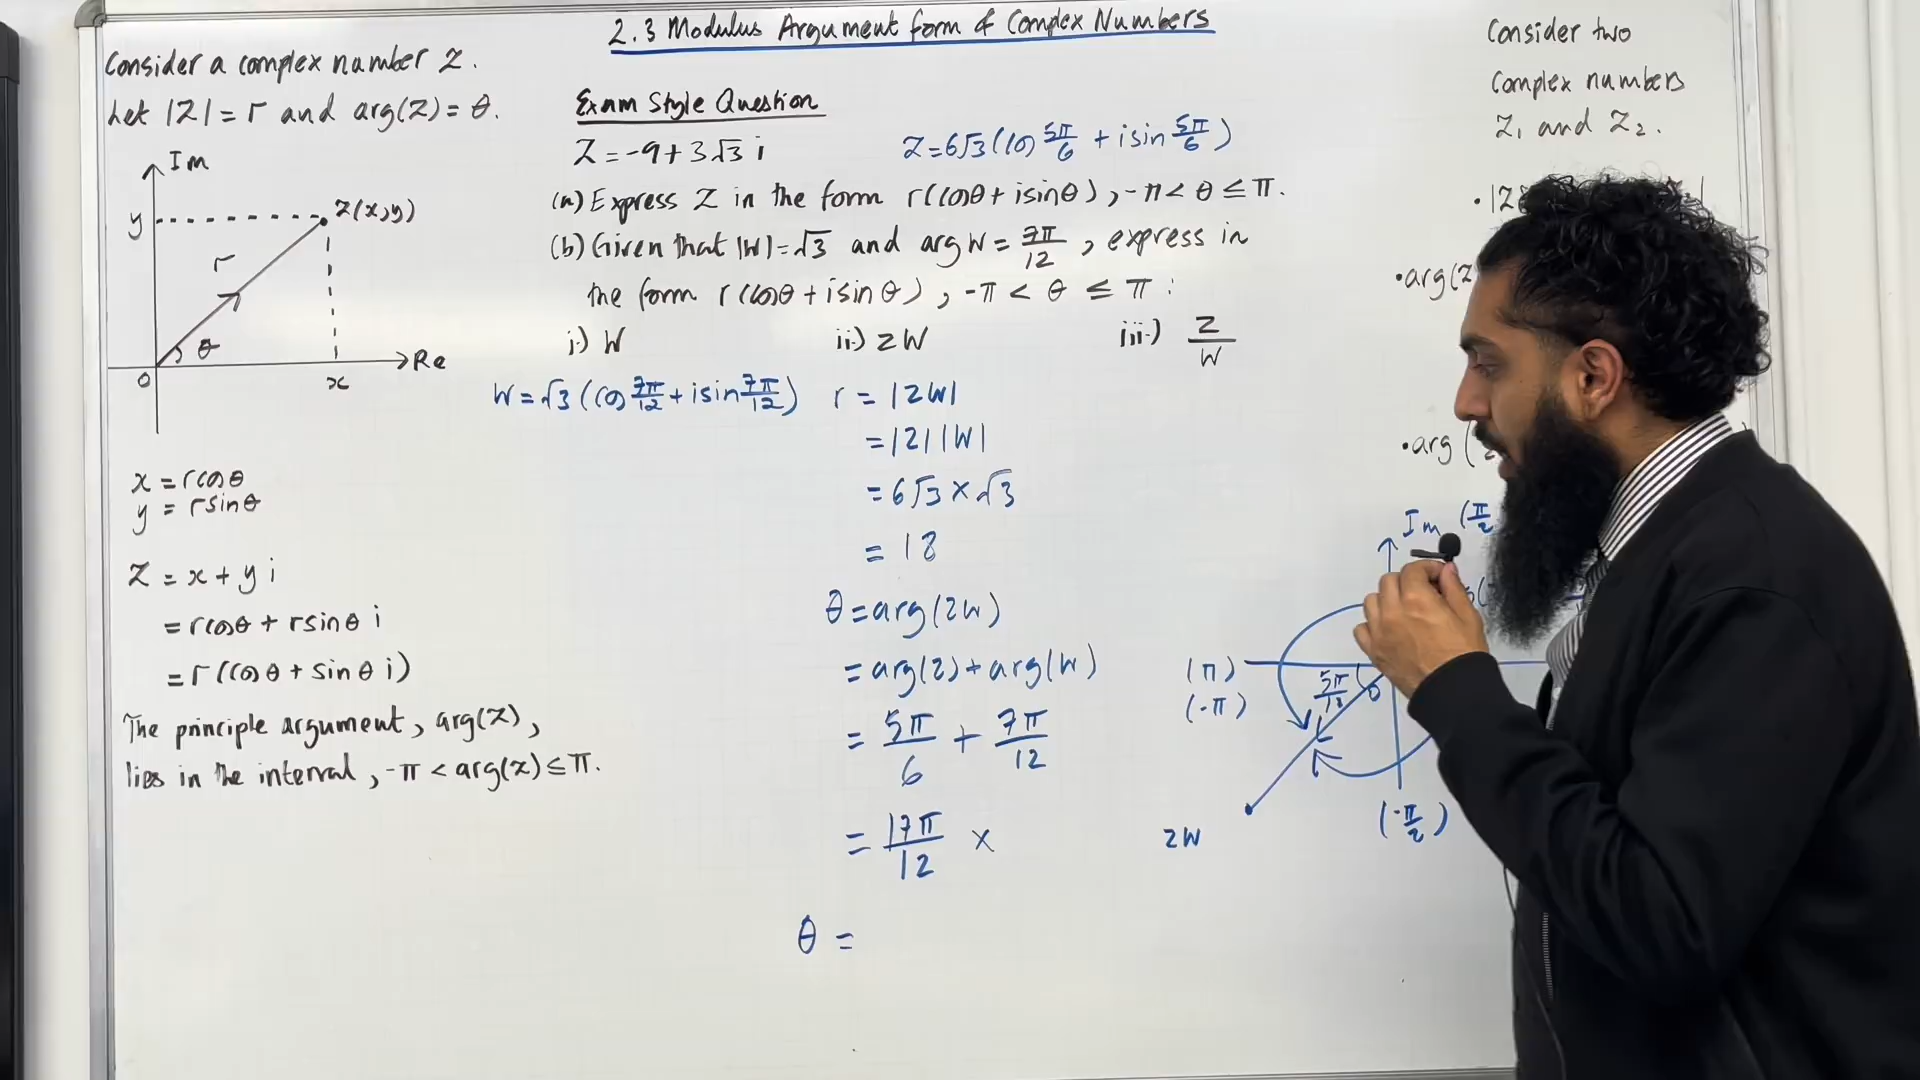 2.3 Modulus Argument form of Complex Numbers
Consider a complex number Z.
Let |Z| = r and arg(Z) = θ.
Im
y
Z(x,y)
r
θ
0
x
Re
x = rcosθ
y = rsinθ
Z = x + y i
= rcosθ + rsinθ i
= r(cosθ + sinθ i)
The principle argument, arg(Z),
lies in the interval, -π < arg(z) ≤ π.
Exam Style Question
Z = -9 + 3√3 i
Z = 6√3(cos 5π/6 + isin 5π/6)
(a) Express Z in the form r(cosθ + isinθ), -π < θ ≤ π.
(b) Given that |W| = √3 and arg W = 7π/12, express in
the form r(cosθ + isinθ), -π < θ ≤ π:
i.) W
ii.) ZW
iii.) Z/W
W = √3 (cos 7π/12 + isin 7π/12)
r = |ZW|
= |Z||W|
= 6√3 × √3
= 18
θ = arg(ZW)
= arg(Z) + arg(W)
= 5π/6 + 7π/12
= 17π/12 ×
θ =
Consider two
Complex numbers
Z₁ and Z₂.
• arg(Z
• arg (
Im (π/2
(π)
(-π)
5π/12
0
(-π/2)
ZW